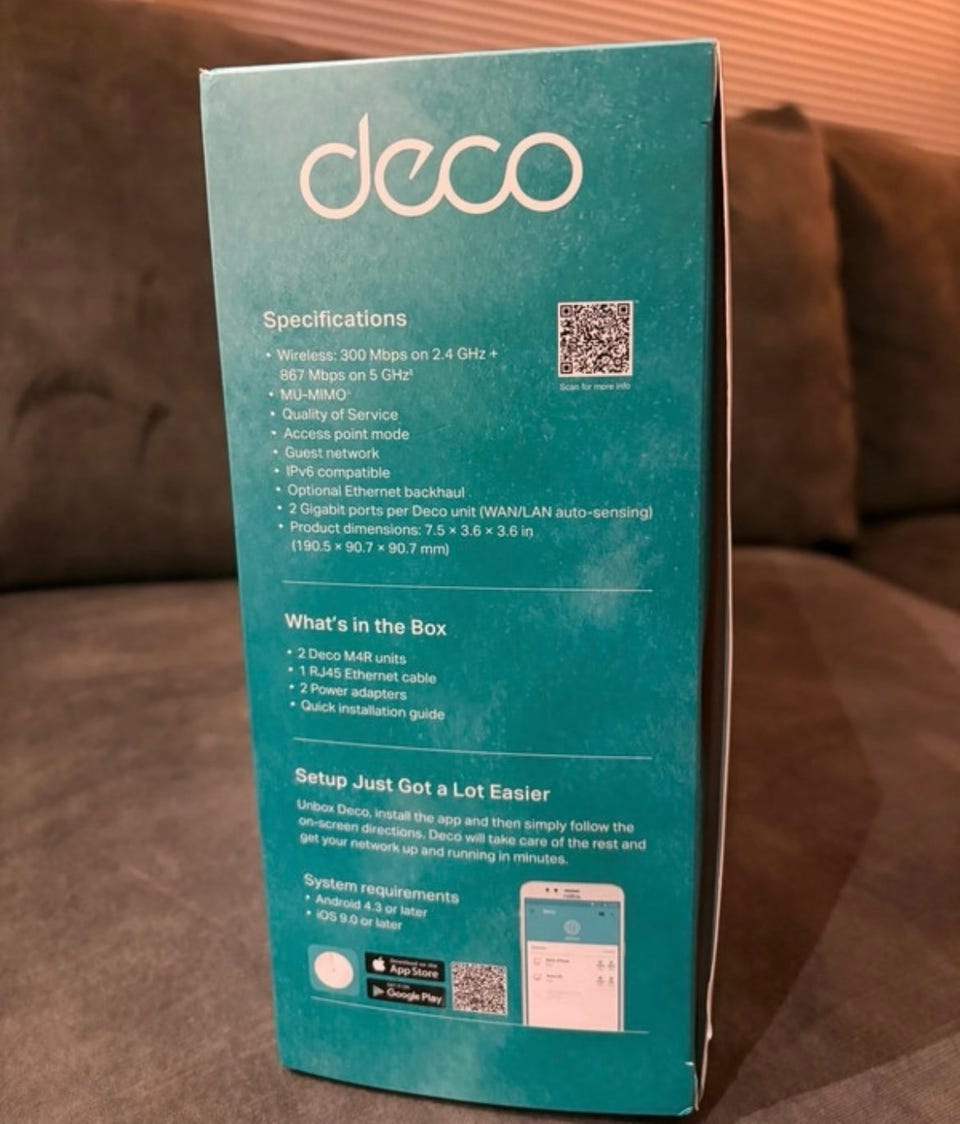 deco
Specifications
• Wireless: 300 Mbps on 2.4 GHz +
867 Mbps on 5 GHz‡
• MU-MIMO
• Quality of Service
• Access point mode
• Guest network
• IPv6 compatible
• Optional Ethernet backhaul
• 2 Gigabit ports per Deco unit (WAN/LAN auto-sensing)
• Product dimensions: 7.5 × 3.6 × 3.6 in
(190.5 × 90.7 × 90.7 mm)
Scan for more info
What's in the Box
• 2 Deco M4R units
• 1 RJ45 Ethernet cable
• 2 Power adapters
• Quick installation guide
Setup Just Got a Lot Easier
Unbox Deco, install the app and then simply follow the
on-screen directions. Deco will take care of the rest and
get your network up and running in minutes.
System requirements
• Android 4.3 or later
• iOS 9.0 or later
Download on the
App Store
GET IT ON
Google Play